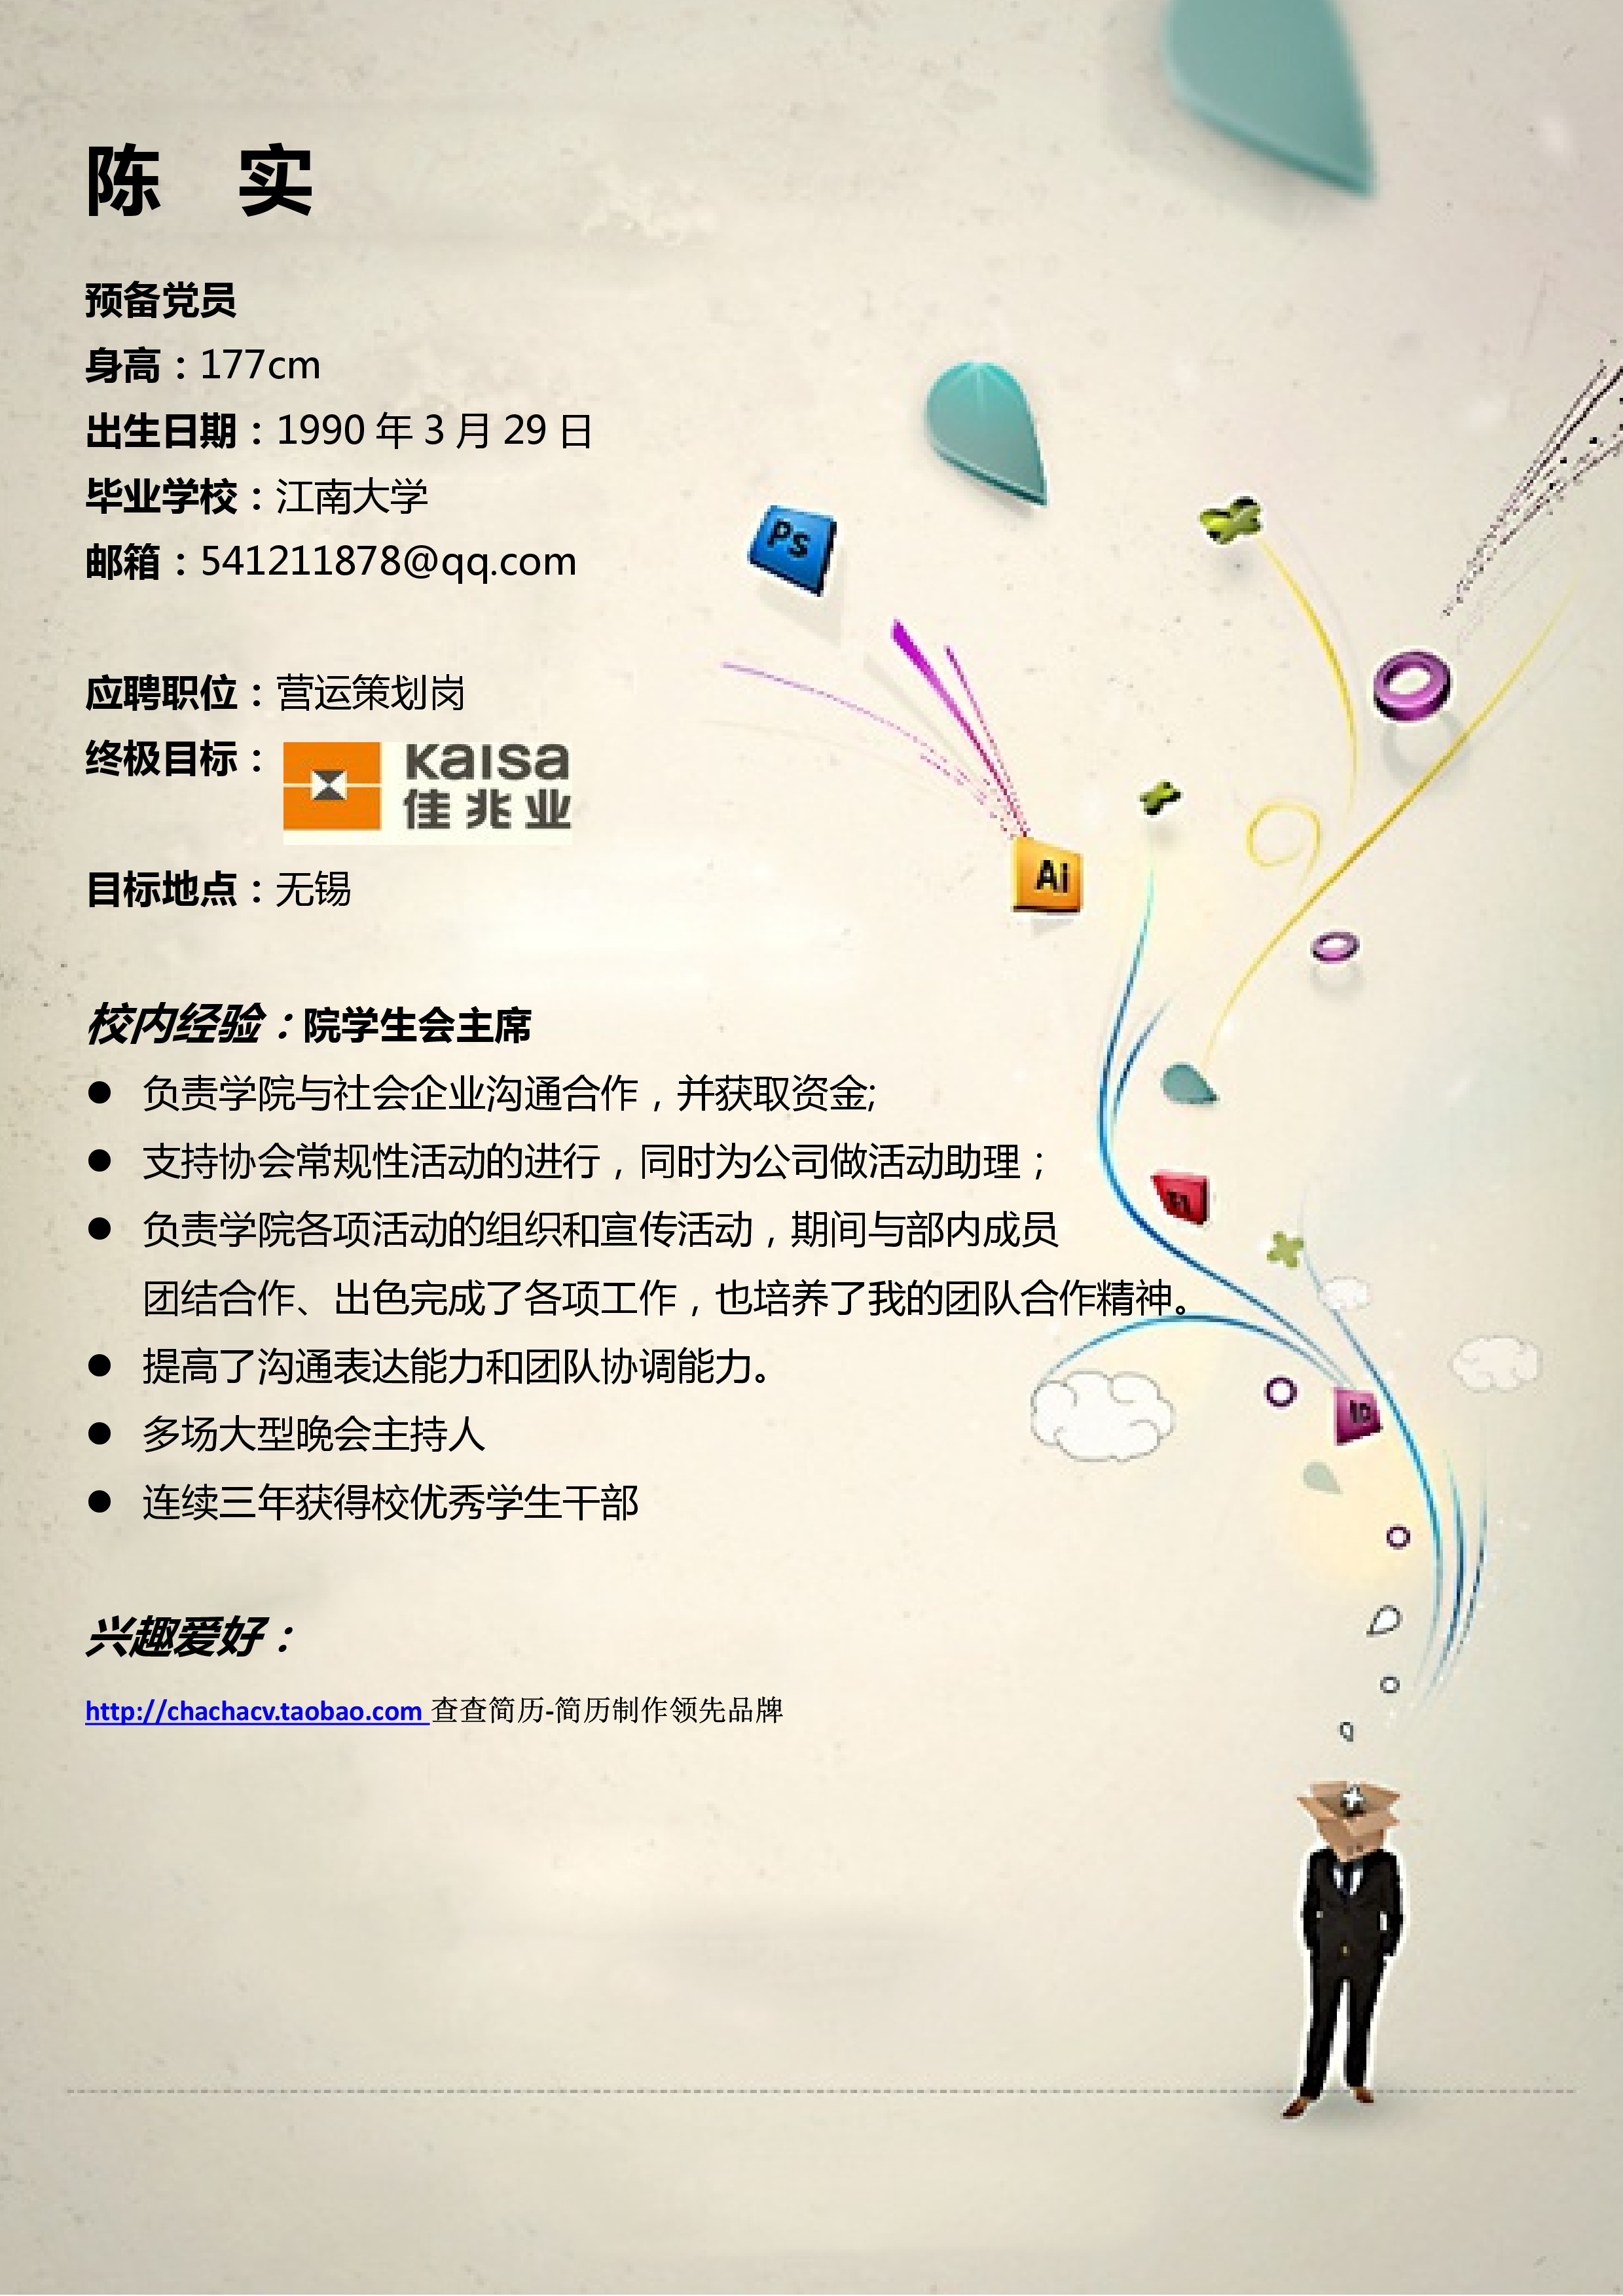 陈 实
预备党员
身高：177cm
出生日期：1990 年 3 月 29 日
毕业学校：江南大学
邮箱：541211878@qq.com
Ps
应聘职位：营运策划岗
终极目标：
Kaisa
佳兆业
Ai
目标地点：无锡
校内经验：院学生会主席
● 负责学院与社会企业沟通合作，并获取资金;
● 支持协会常规性活动的进行，同时为公司做活动助理；
● 负责学院各项活动的组织和宣传活动，期间与部内成员
团结合作、出色完成了各项工作，也培养了我的团队合作精神。
● 提高了沟通表达能力和团队协调能力。
● 多场大型晚会主持人
● 连续三年获得校优秀学生干部
兴趣爱好：
http://chachacv.taobao.com 查查简历-简历制作领先品牌